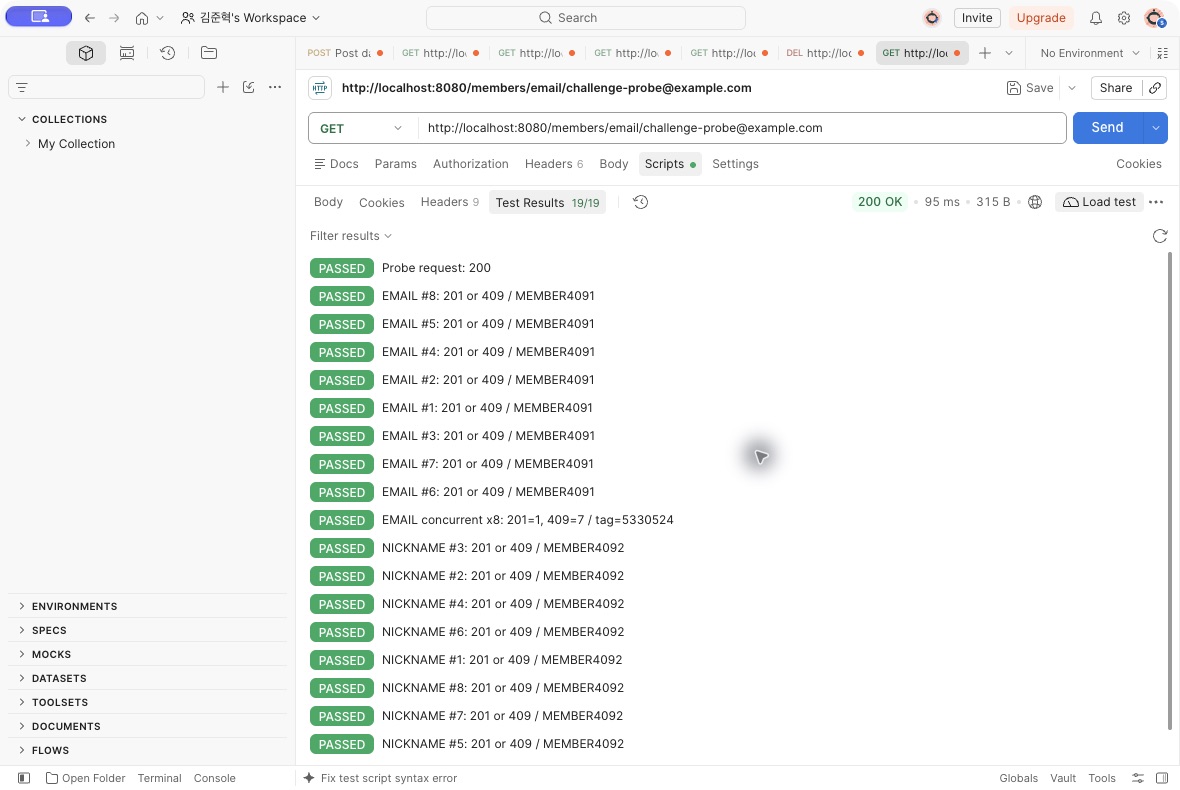 김준혁's Workspace
Search
Invite
Upgrade
POST Post da
GET http://loc
GET http://loc
GET http://loc
GET http://loc
DEL http://loc
GET http://loc
No Environment
COLLECTIONS
My Collection
ENVIRONMENTS
SPECS
MOCKS
DATASETS
TOOLSETS
DOCUMENTS
FLOWS
HTTP
http://localhost:8080/members/email/challenge-probe@example.com
Save
Share
GET
http://localhost:8080/members/email/challenge-probe@example.com
Send
Docs Params Authorization Headers 6 Body Scripts Settings Cookies
Body Cookies Headers 9 Test Results 19/19 200 OK 95 ms 315 B Load test
Filter results
PASSED Probe request: 200
PASSED EMAIL #8: 201 or 409 / MEMBER4091
PASSED EMAIL #5: 201 or 409 / MEMBER4091
PASSED EMAIL #4: 201 or 409 / MEMBER4091
PASSED EMAIL #2: 201 or 409 / MEMBER4091
PASSED EMAIL #1: 201 or 409 / MEMBER4091
PASSED EMAIL #3: 201 or 409 / MEMBER4091
PASSED EMAIL #7: 201 or 409 / MEMBER4091
PASSED EMAIL #6: 201 or 409 / MEMBER4091
PASSED EMAIL concurrent x8: 201=1, 409=7 / tag=5330524
PASSED NICKNAME #3: 201 or 409 / MEMBER4092
PASSED NICKNAME #2: 201 or 409 / MEMBER4092
PASSED NICKNAME #4: 201 or 409 / MEMBER4092
PASSED NICKNAME #6: 201 or 409 / MEMBER4092
PASSED NICKNAME #1: 201 or 409 / MEMBER4092
PASSED NICKNAME #8: 201 or 409 / MEMBER4092
PASSED NICKNAME #7: 201 or 409 / MEMBER4092
PASSED NICKNAME #5: 201 or 409 / MEMBER4092
Open Folder Terminal Console Fix test script syntax error Globals Vault Tools